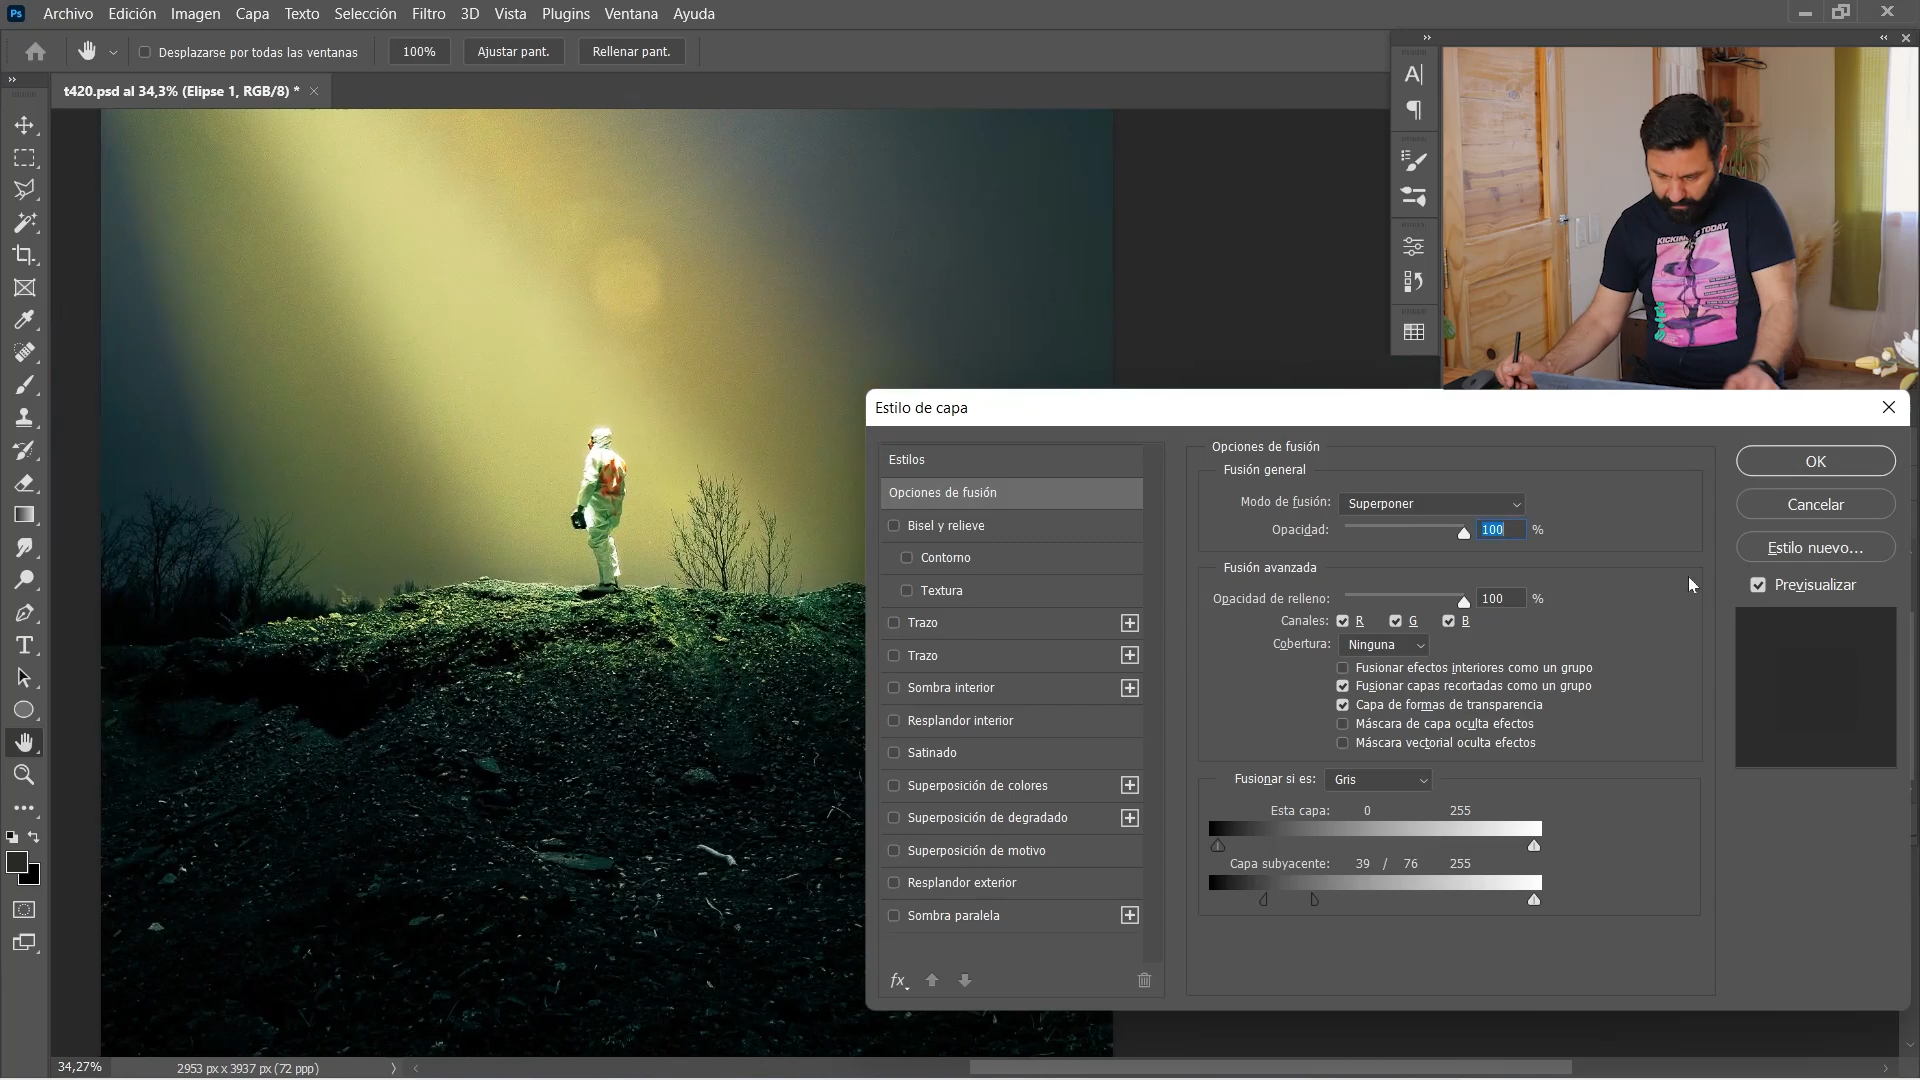 Ps Archivo Edición Imagen Capa Texto Selección Filtro 3D Vista Plugins Ventana Ayuda
Desplazarse por todas las ventanas 100% Ajustar pant. Rellenar pant.
t420.psd al 34,3% (Elipse 1, RGB/8) *
Estilo de capa
Estilos
Opciones de fusión
Bisel y relieve
Contorno
Textura
Trazo
Trazo
Sombra interior
Resplandor interior
Satinado
Superposición de colores
Superposición de degradado
Superposición de motivo
Resplandor exterior
Sombra paralela
fx
Opciones de fusión
Fusión general
Modo de fusión: Superponer
Opacidad: 100 %
Fusión avanzada
Opacidad de relleno: 100 %
Canales: R G B
Cobertura: Ninguna
Fusionar efectos interiores como un grupo
Fusionar capas recortadas como un grupo
Capa de formas de transparencia
Máscara de capa oculta efectos
Máscara vectorial oculta efectos
Fusionar si es: Gris
Esta capa: 0 255
Capa subyacente: 39 / 76 255
OK
Cancelar
Estilo nuevo...
Previsualizar
34,27% 2953 px x 3937 px (72 ppp)